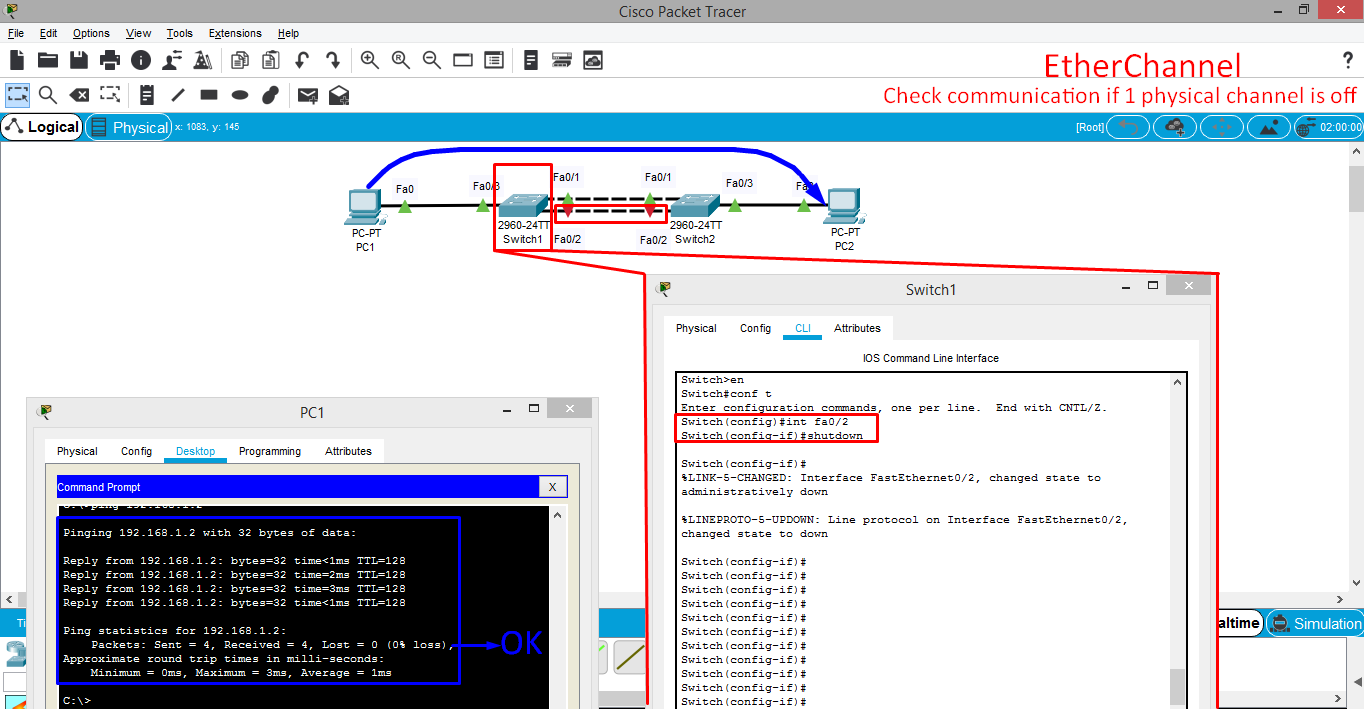 Cisco Packet Tracer
File Edit Options View Tools Extensions Help
EtherChannel
Check communication if 1 physical channel is off
?
Logical
Physical
x: 1083, y: 145
[Root]
02:00:00
Fa0
Fa0/3
Fa0/1
Fa0/1
Fa0/3
PC-PT
PC1
2960-24TT
Switch1
Fa0/2
Fa0/2
2960-24TT
Switch2
PC-PT
PC2
Switch1
Physical Config CLI Attributes
IOS Command Line Interface
Switch>en
Switch#conf t
Enter configuration commands, one per line. End with CNTL/Z.
Switch(config)#int fa0/2
Switch(config-if)#shutdown
Switch(config-if)#
%LINK-5-CHANGED: Interface FastEthernet0/2, changed state to
administratively down
%LINEPROTO-5-UPDOWN: Line protocol on Interface FastEthernet0/2,
changed state to down
Switch(config-if)#
Switch(config-if)#
Switch(config-if)#
Switch(config-if)#
Switch(config-if)#
Switch(config-if)#
Switch(config-if)#
Switch(config-if)#
Switch(config-if)#
Switch(config-if)#
Switch(config-if)#
PC1
Physical Config Desktop Programming Attributes
Command Prompt
X
Pinging 192.168.1.2 with 32 bytes of data:
Reply from 192.168.1.2: bytes=32 time<1ms TTL=128
Reply from 192.168.1.2: bytes=32 time=2ms TTL=128
Reply from 192.168.1.2: bytes=32 time=3ms TTL=128
Reply from 192.168.1.2: bytes=32 time<1ms TTL=128
Ping statistics for 192.168.1.2:
Packets: Sent = 4, Received = 4, Lost = 0 (0% loss),
Approximate round trip times in milli-seconds:
Minimum = 0ms, Maximum = 3ms, Average = 1ms
C:\>
OK
Simulation